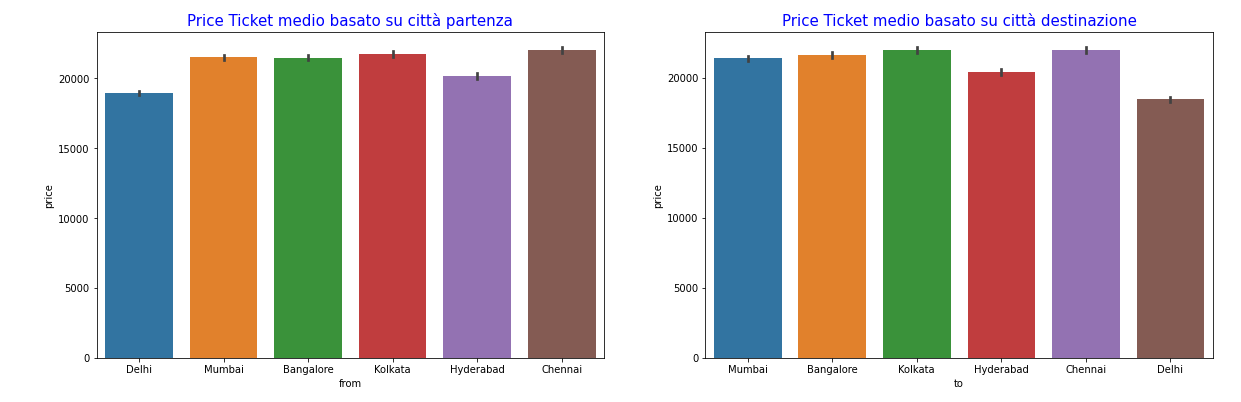 Price Ticket medio basato su città partenza
price
20000
15000
10000
5000
0
Delhi Mumbai Bangalore Kolkata Hyderabad Chennai
from
Price Ticket medio basato su città destinazione
price
20000
15000
10000
5000
0
Mumbai Bangalore Kolkata Hyderabad Chennai Delhi
to